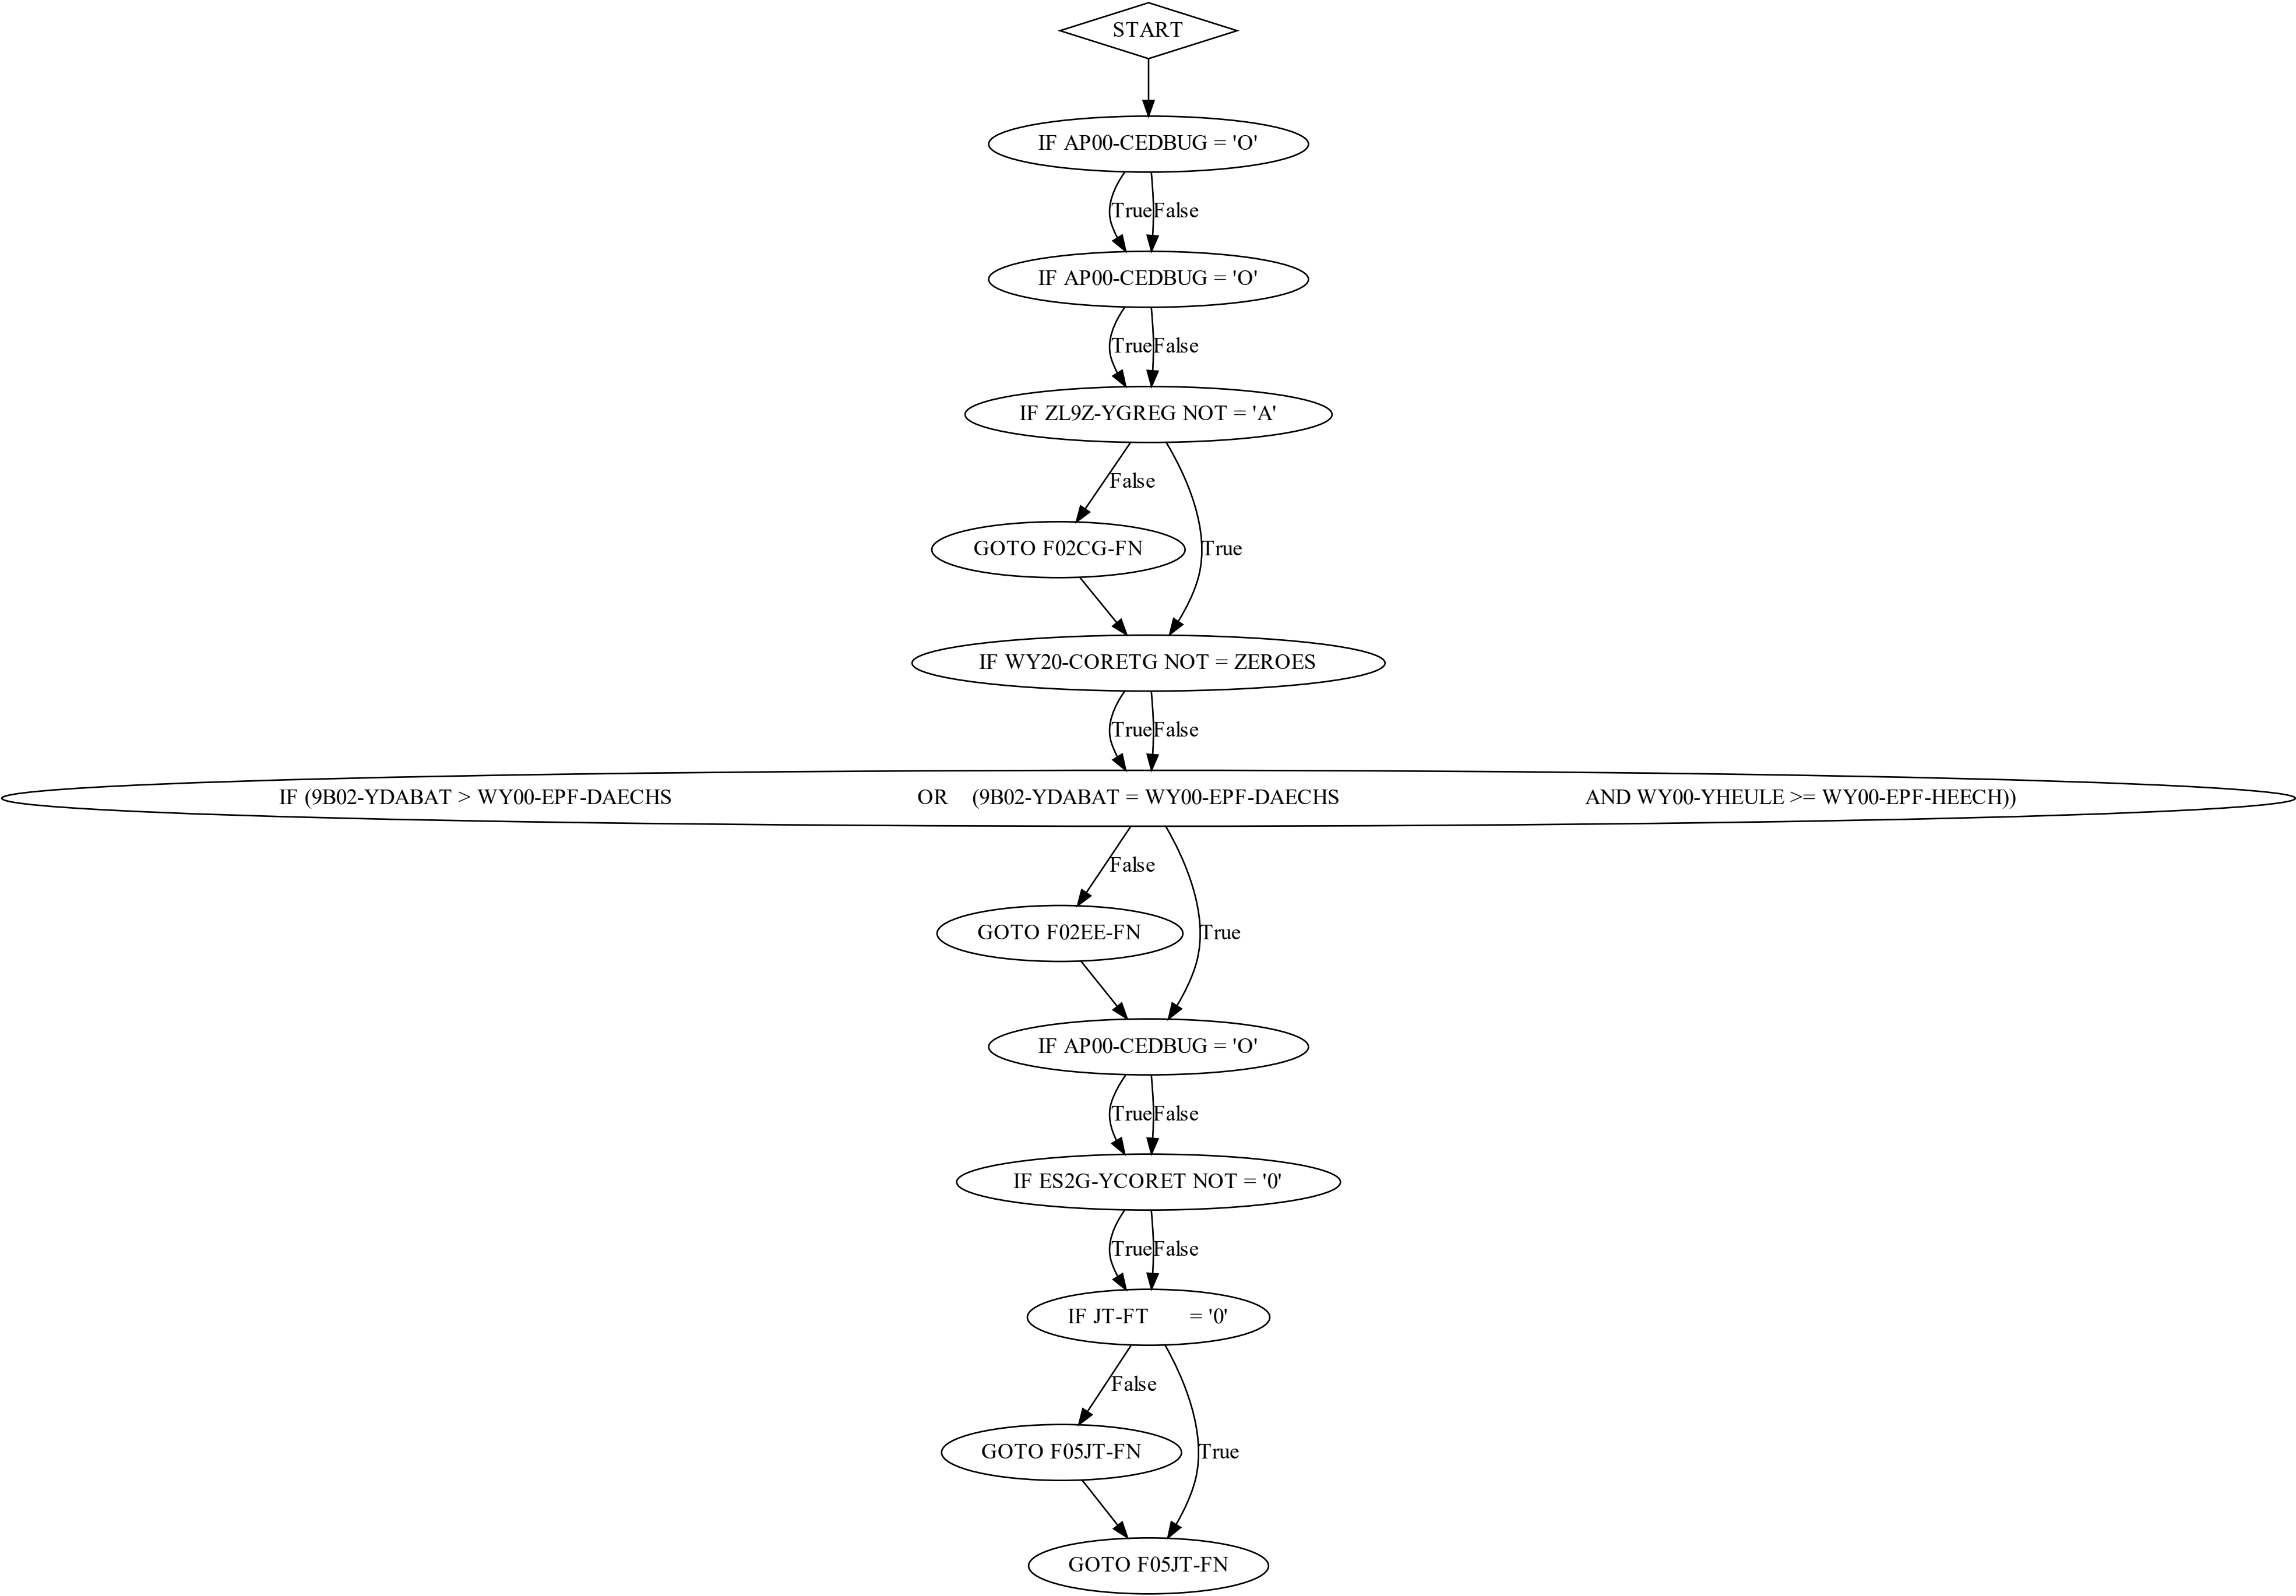 START
IF AP00-CEDBUG = 'O'
True False
IF AP00-CEDBUG = 'O'
True False
IF ZL9Z-YGREG NOT = 'A'
False
GOTO F02CG-FN True
IF WY20-CORETG NOT = ZEROES
True False
IF (9B02-YDABAT > WY00-EPF-DAECHS OR (9B02-YDABAT = WY00-EPF-DAECHS AND WY00-YHEULE >= WY00-EPF-HEECH))
False
GOTO F02EE-FN True
IF AP00-CEDBUG = 'O'
True False
IF ES2G-YCORET NOT = '0'
True False
IF JT-FT = '0'
False
GOTO F05JT-FN True
GOTO F05JT-FN